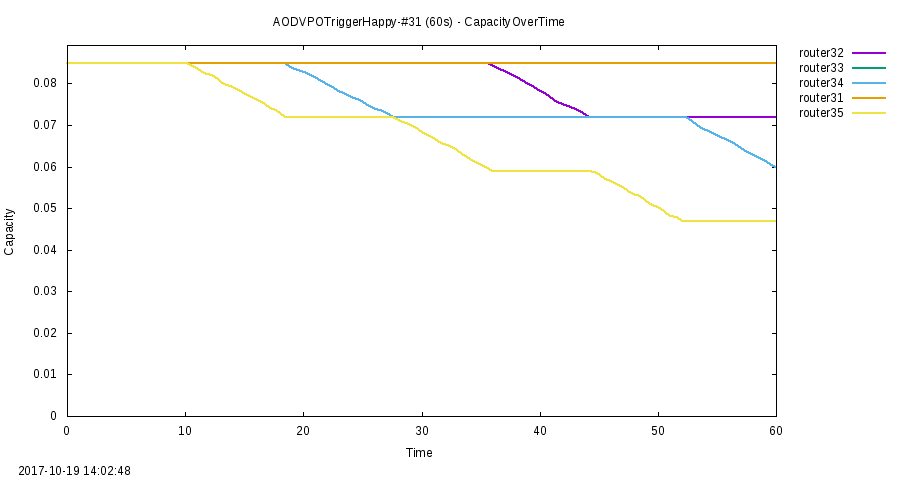 AODVPOTriggerHappy-#31 (60s) - CapacityOverTime
router32
router33
router34
router31
router35
0.08
0.07
0.06
0.05
0.04
0.03
0.02
0.01
0
Capacity
0 10 20 30 40 50 60
Time
2017-10-19 14:02:48